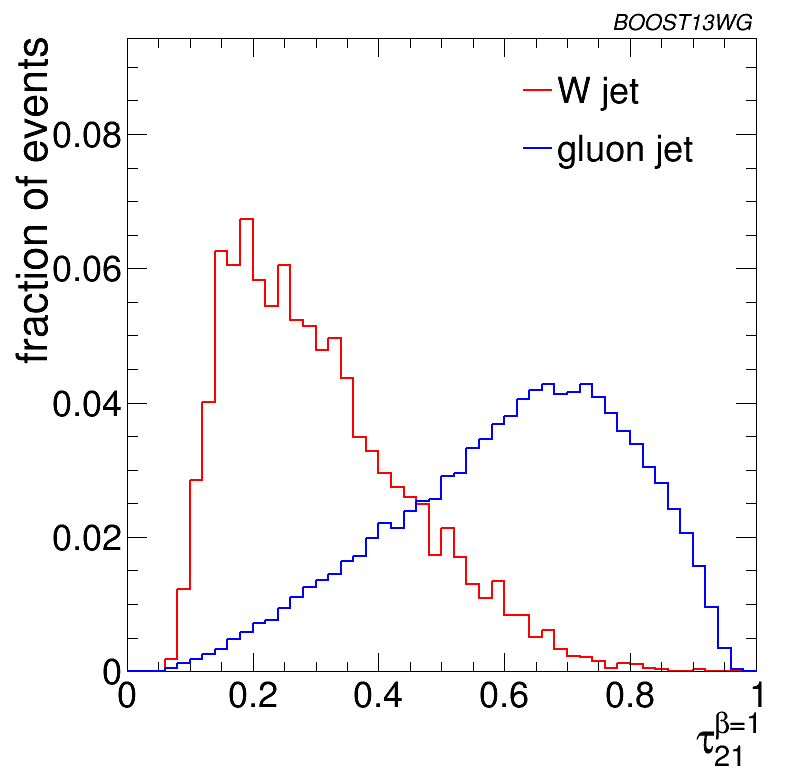 BOOST13WG
fraction of events
W jet
gluon jet
0.08
0.06
0.04
0.02
0
0 0.2 0.4 0.6 0.8 1
τ₂₁^β=1